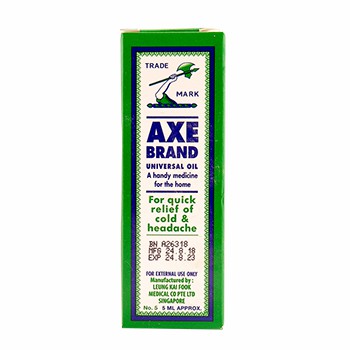 TRADE
MARK
AXE
BRAND
UNIVERSAL OIL
A handy medicine
for the home
For quick
relief of
cold &
headache
BN A26318
MFG 24.8.18
EXP 24.8.23
FOR EXTERNAL USE ONLY
Manufactured by :
LEUNG KAI FOOK
MEDICAL CO PTE LTD
SINGAPORE
No. 5 5 ML APPROX.